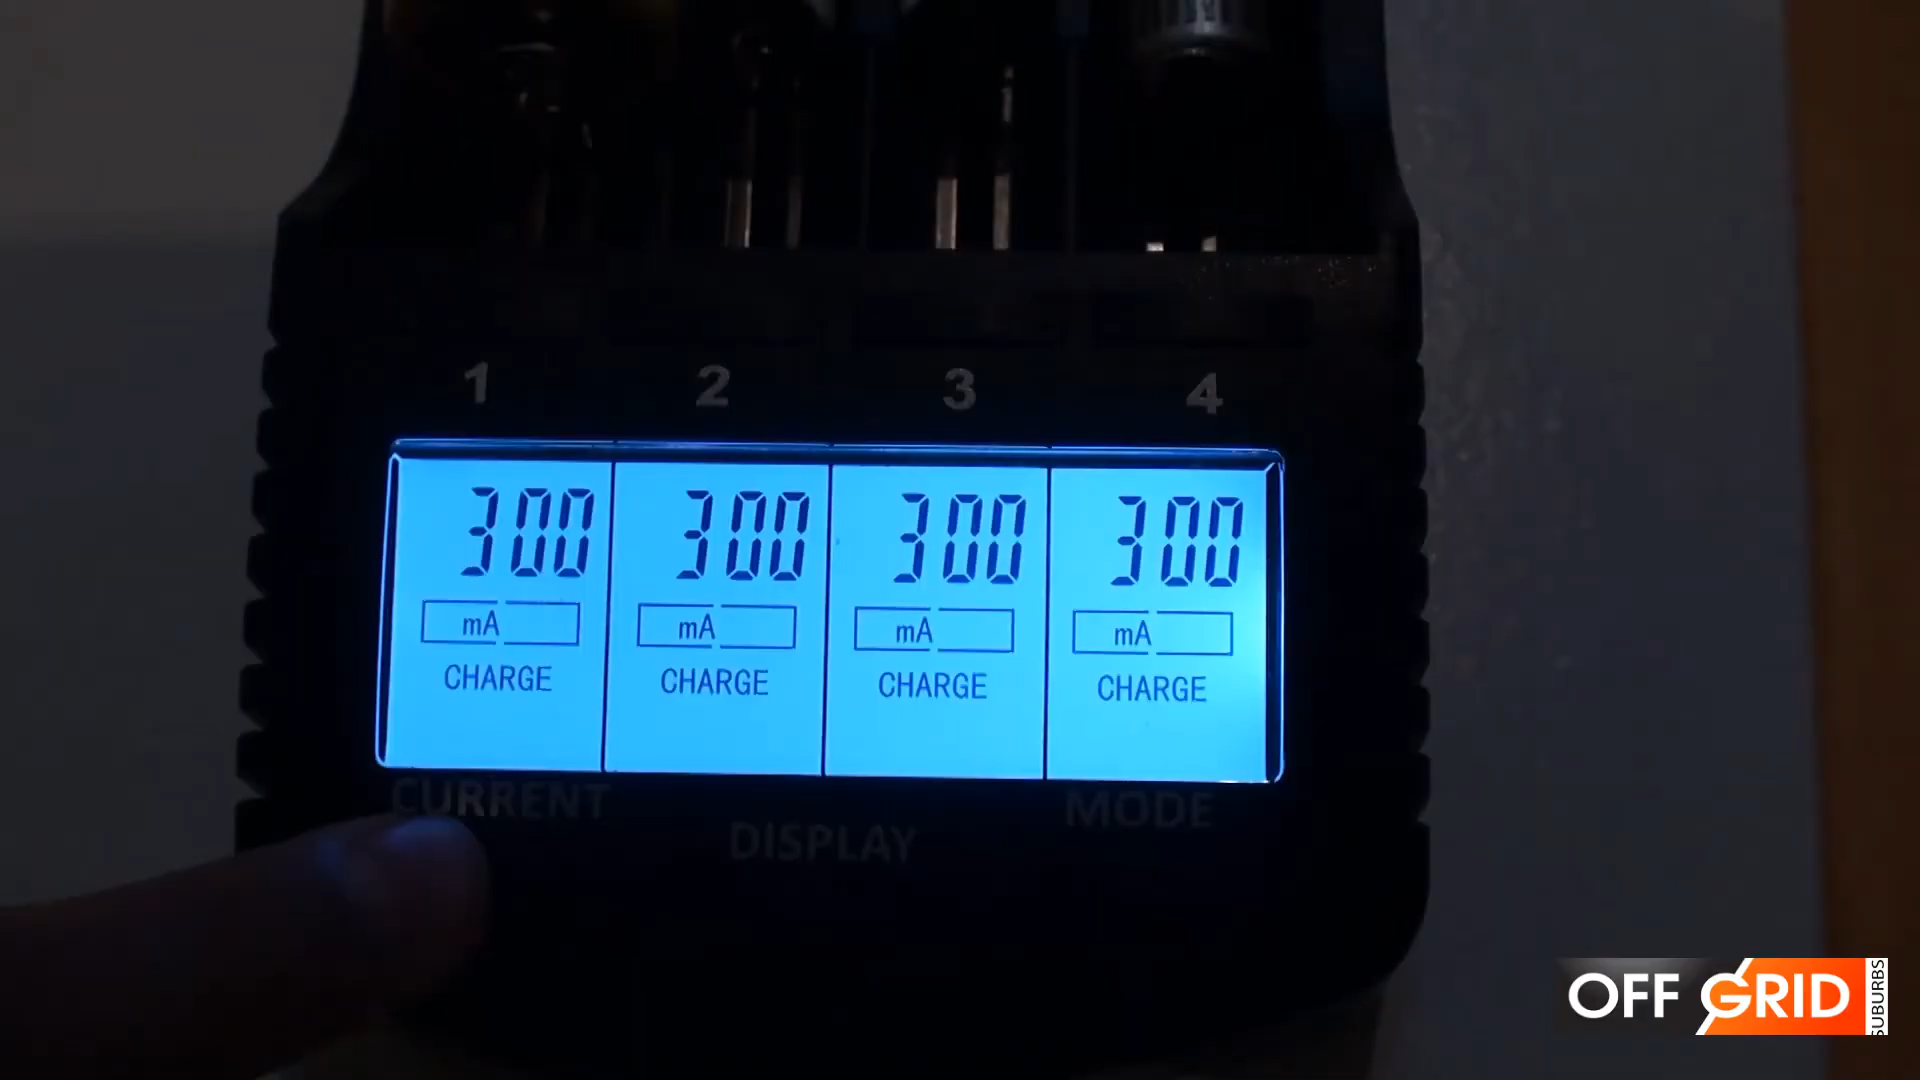 1 2 3 4
300 300 300 300
mA mA mA mA
CHARGE CHARGE CHARGE CHARGE
CURRENT DISPLAY MODE
OFF GRID SUBURBS